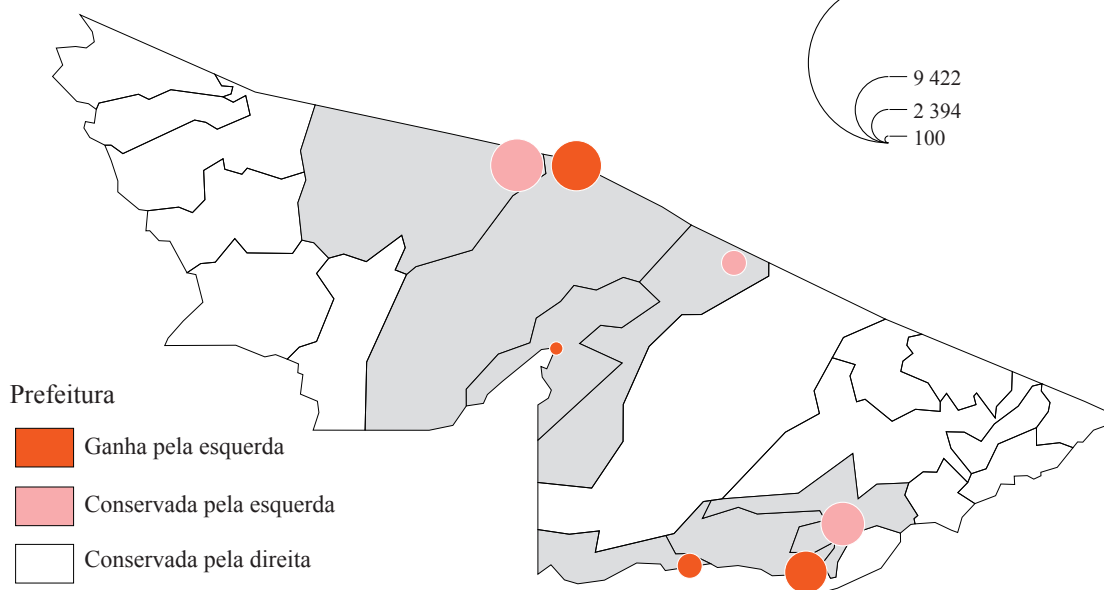 9 422
2 394
100
Prefeitura
Ganha pela esquerda
Conservada pela esquerda
Conservada pela direita